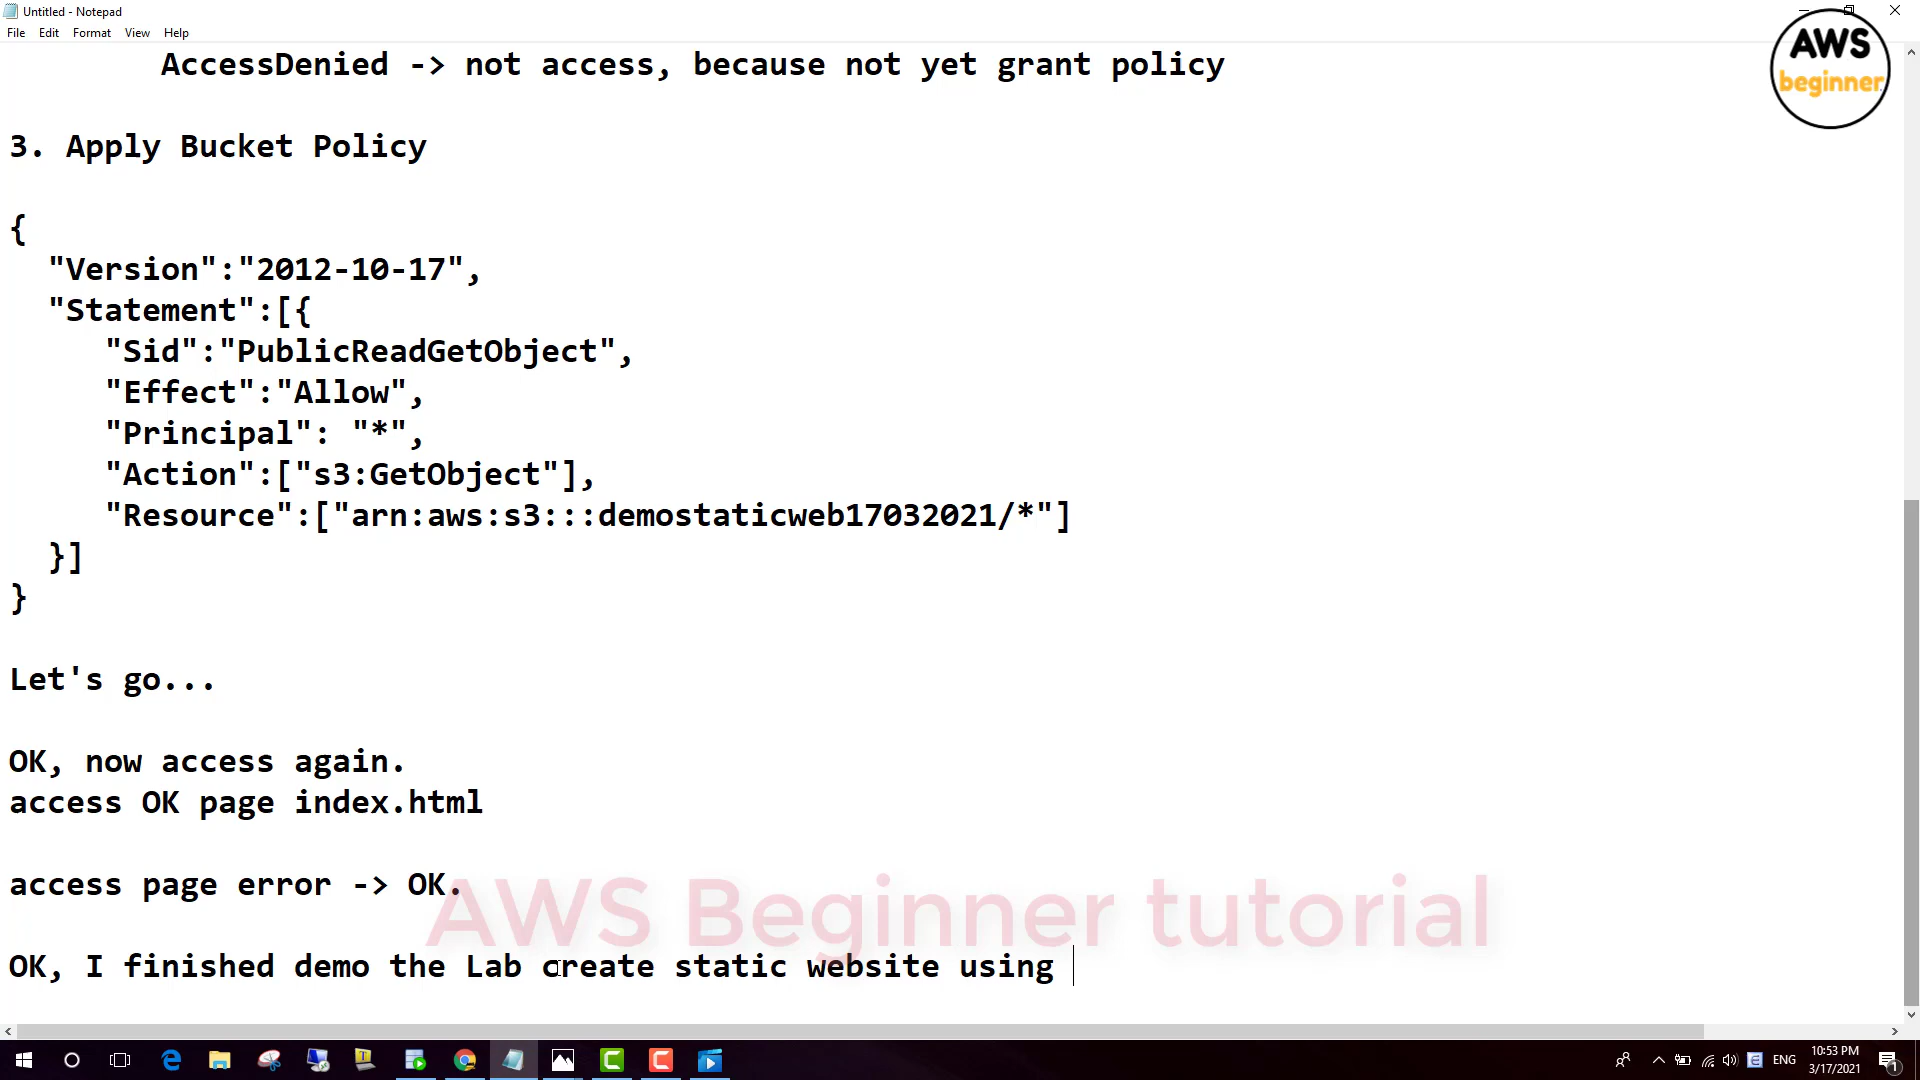 Untitled - Notepad
File Edit Format View Help
AWS
beginner
AccessDenied -> not access, because not yet grant policy
3. Apply Bucket Policy
{
"Version":"2012-10-17",
"Statement":[{
"Sid":"PublicReadGetObject",
"Effect":"Allow",
"Principal": "*",
"Action":["s3:GetObject"],
"Resource":["arn:aws:s3:::demostaticweb17032021/*"]
}]
}
Let's go...
OK, now access again.
access OK page index.html
access page error -> OK.
AWS Beginner tutorial
OK, I finished demo the Lab create static website using
ENG
10:53 PM
3/17/2021
1